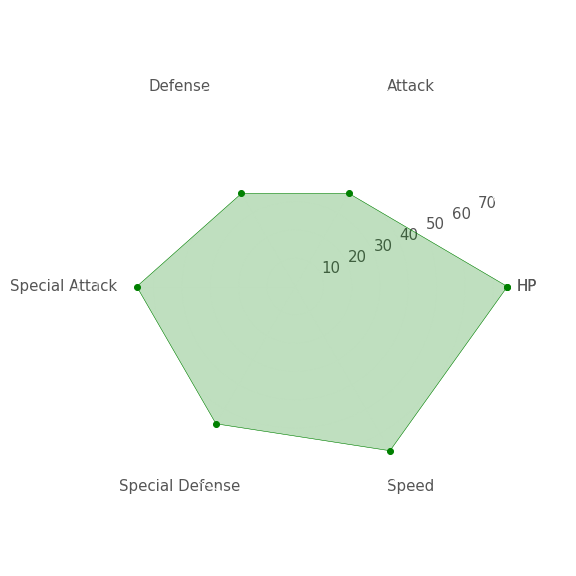 Defense
Attack
70
60
50
40
30
20
10
Special Attack
HP
Special Defense
Speed